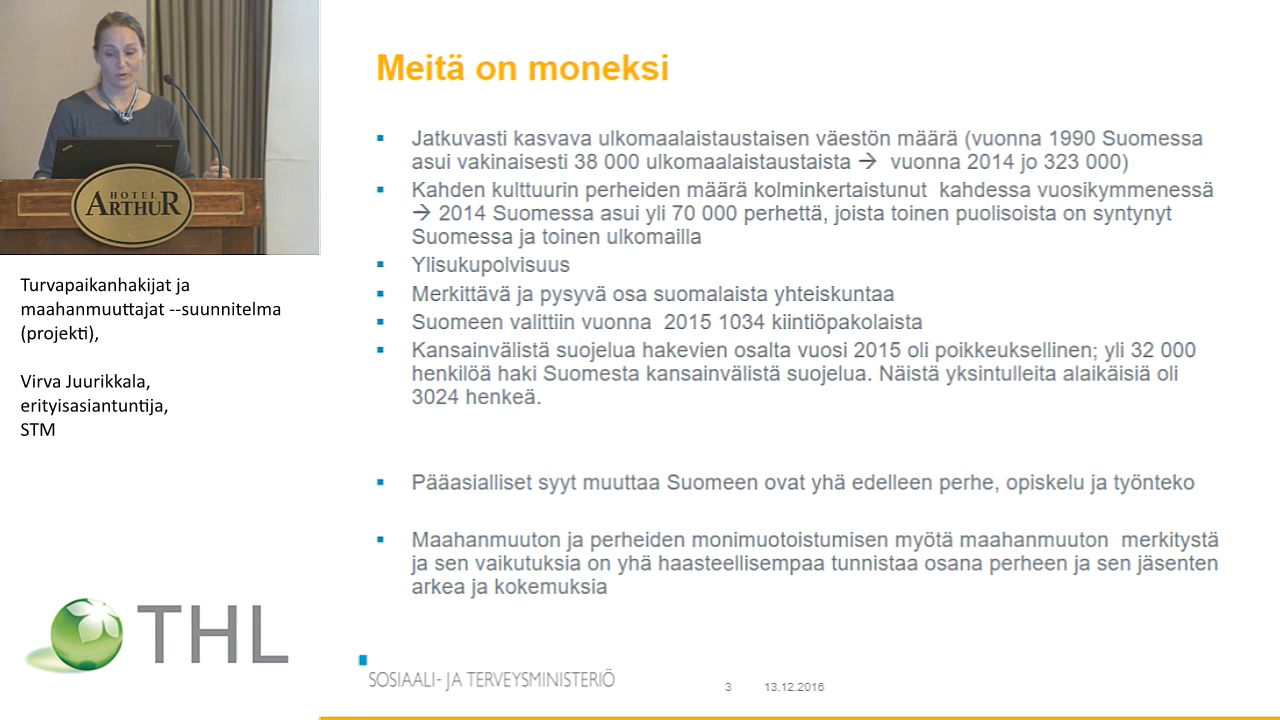 HOTEL
ARTHUR
Turvapaikanhakijat ja
maahanmuuttajat --suunnitelma
(projekti),
Virva Juurikkala,
erityisasiantuntija,
STM
THL
Meitä on moneksi
▪ Jatkuvasti kasvava ulkomaalaistaustaisen väestön määrä (vuonna 1990 Suomessa
asui vakinaisesti 38 000 ulkomaalaistaustaista → vuonna 2014 jo 323 000)
▪ Kahden kulttuurin perheiden määrä kolminkertaistunut kahdessa vuosikymmenessä
→ 2014 Suomessa asui yli 70 000 perhettä, joista toinen puolisoista on syntynyt
Suomessa ja toinen ulkomailla
▪ Ylisukupolvisuus
▪ Merkittävä ja pysyvä osa suomalaista yhteiskuntaa
▪ Suomeen valittiin vuonna 2015 1034 kiintiöpakolaista
▪ Kansainvälistä suojelua hakevien osalta vuosi 2015 oli poikkeuksellinen; yli 32 000
henkilöä haki Suomesta kansainvälistä suojelua. Näistä yksintulleita alaikäisiä oli
3024 henkeä.
▪ Pääasialliset syyt muuttaa Suomeen ovat yhä edelleen perhe, opiskelu ja työnteko
▪ Maahanmuuton ja perheiden monimuotoistumisen myötä maahanmuuton merkitystä
ja sen vaikutuksia on yhä haasteellisempaa tunnistaa osana perheen ja sen jäsenten
arkea ja kokemuksia
SOSIAALI- JA TERVEYSMINISTERIÖ
3 13.12.2016